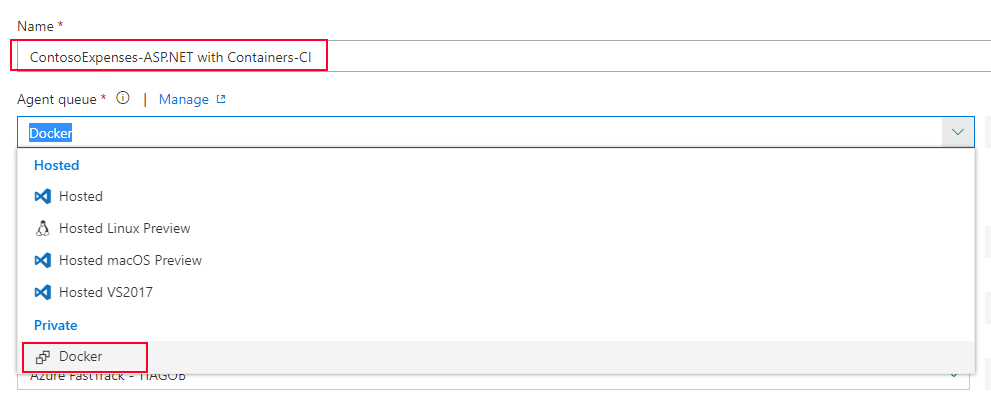 Name *
ContosoExpenses-ASP.NET with Containers-CI
Agent queue * | Manage
Docker
Hosted
Hosted
Hosted Linux Preview
Hosted macOS Preview
Hosted VS2017
Private
Docker
Azure FastTrack - TIAGOB